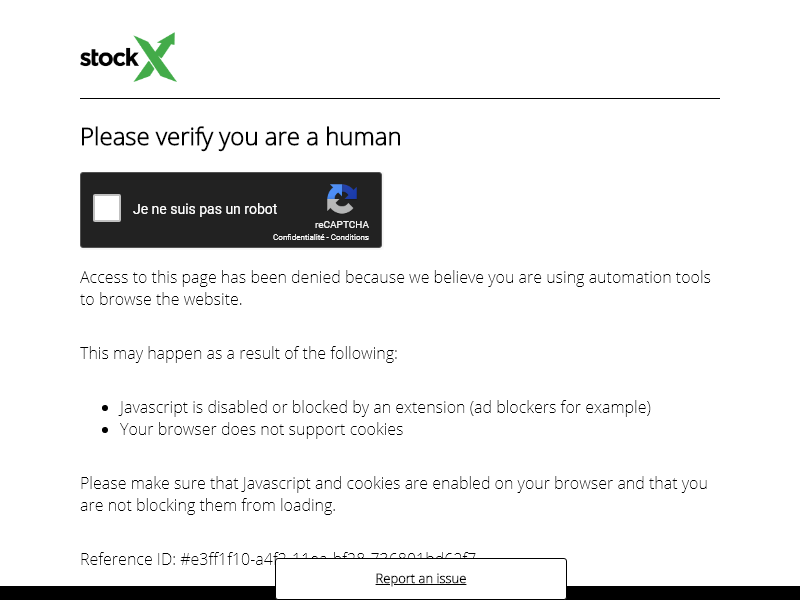 stockX
Please verify you are a human
Je ne suis pas un robot
reCAPTCHA
Confidentialité - Conditions
Access to this page has been denied because we believe you are using automation tools
to browse the website.
This may happen as a result of the following:
Javascript is disabled or blocked by an extension (ad blockers for example)
Your browser does not support cookies
Please make sure that Javascript and cookies are enabled on your browser and that you
are not blocking them from loading.
Reference ID:
Report an issue